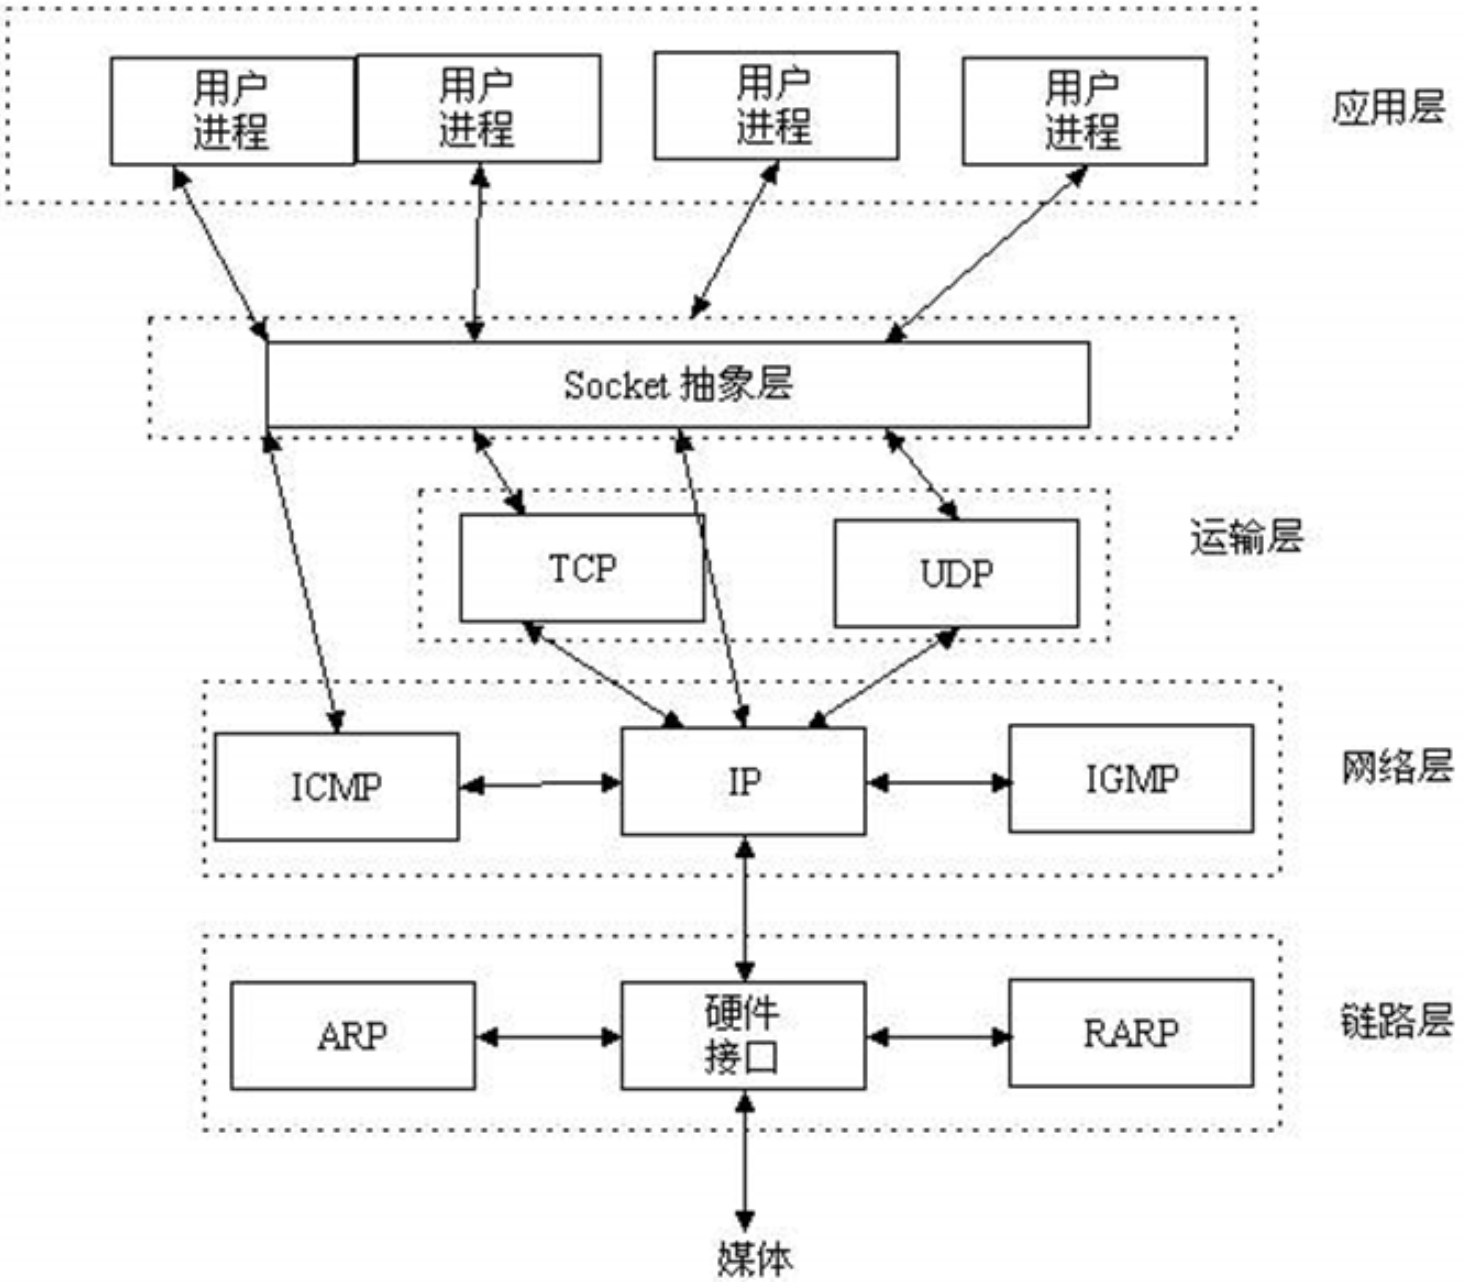 用户
进程
用户
进程
用户
进程
用户
进程
应用层
Socket 抽象层
运输层
TCP
UDP
网络层
ICMP
IP
IGMP
链路层
ARP
硬件
接口
RARP
媒体